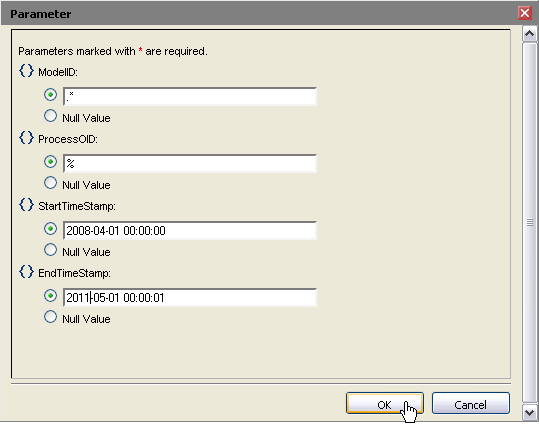 Parameter
Parameters marked with * are required.
{} ModelID:
.*
Null Value
{} ProcessOID:
%
Null Value
{} StartTimeStamp:
2008-04-01 00:00:00
Null Value
{} EndTimeStamp:
2011-05-01 00:00:01
Null Value
OK
Cancel